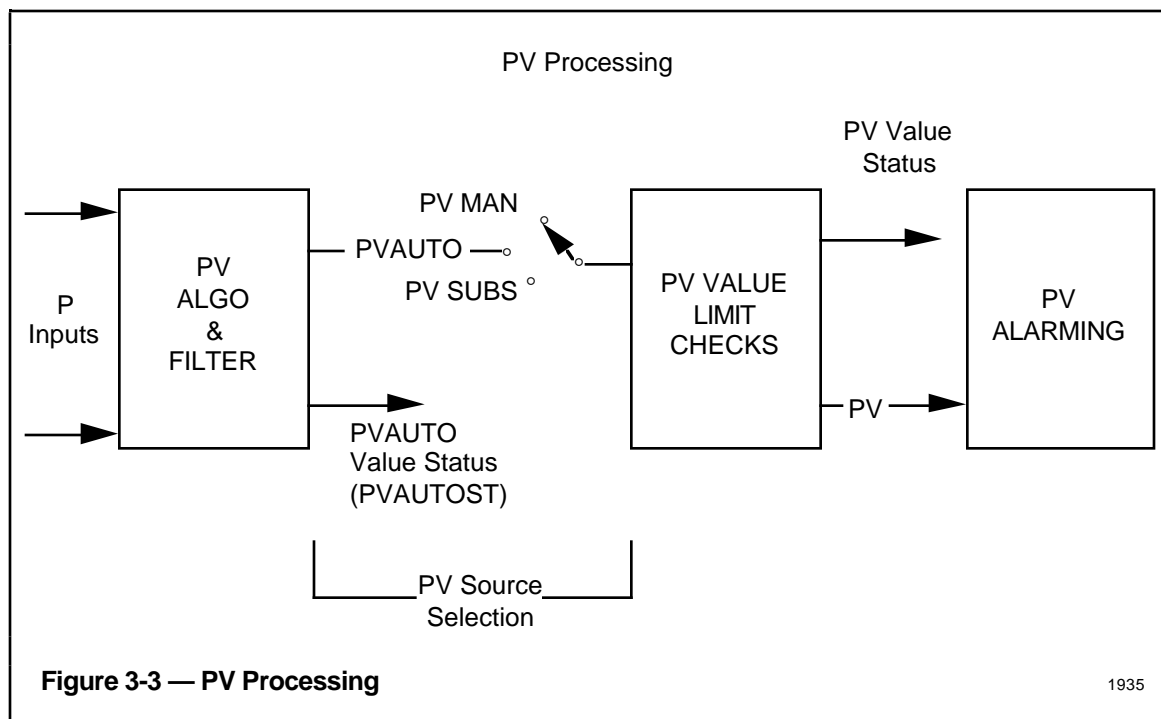 PV Processing
PV Value
Status
P
Inputs
PV
ALGO
&
FILTER
PV MAN
PVAUTO
PV SUBS
PVAUTO
Value Status
(PVAUTOST)
PV VALUE
LIMIT
CHECKS
PV
PV
ALARMING
PV Source
Selection
Figure 3-3 — PV Processing
1935